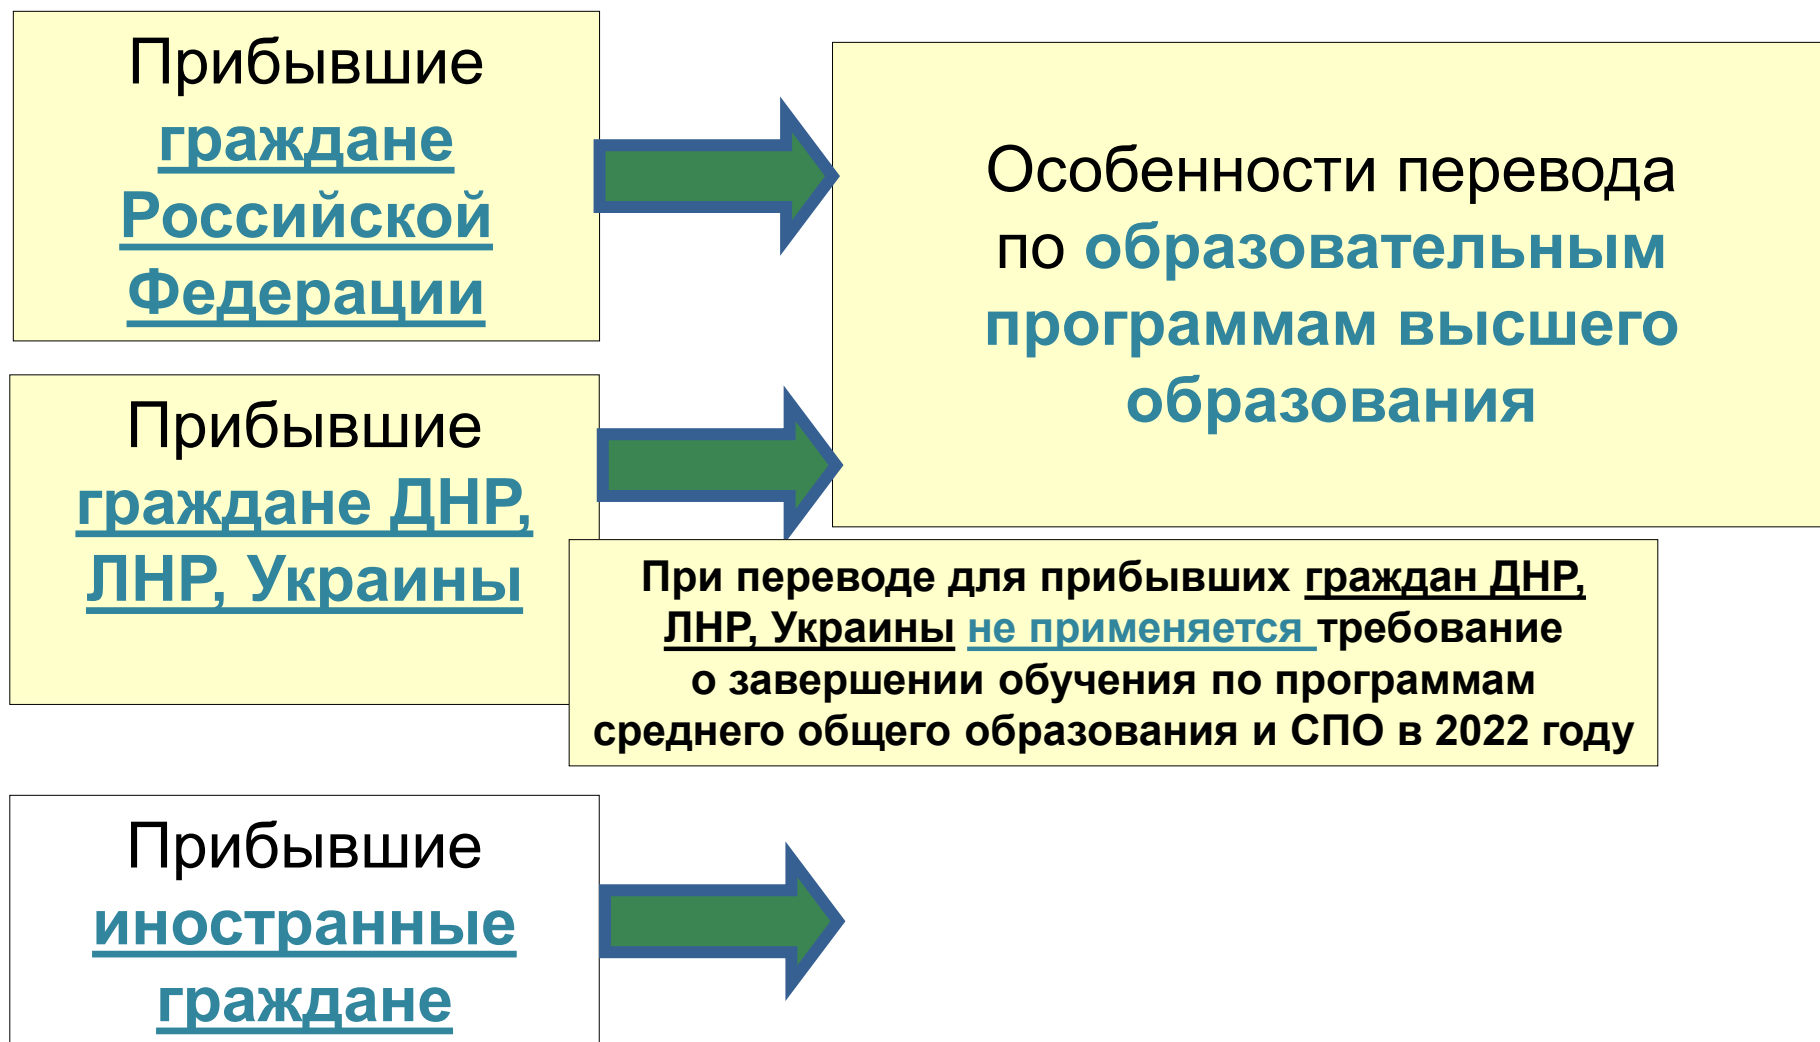 Прибывшие
граждане
Российской
Федерации
Особенности перевода
по образовательным
программам высшего
образования
Прибывшие
граждане ДНР,
ЛНР, Украины
При переводе для прибывших граждан ДНР,
ЛНР, Украины не применяется требование
о завершении обучения по программам
среднего общего образования и СПО в 2022 году
Прибывшие
иностранные
граждане